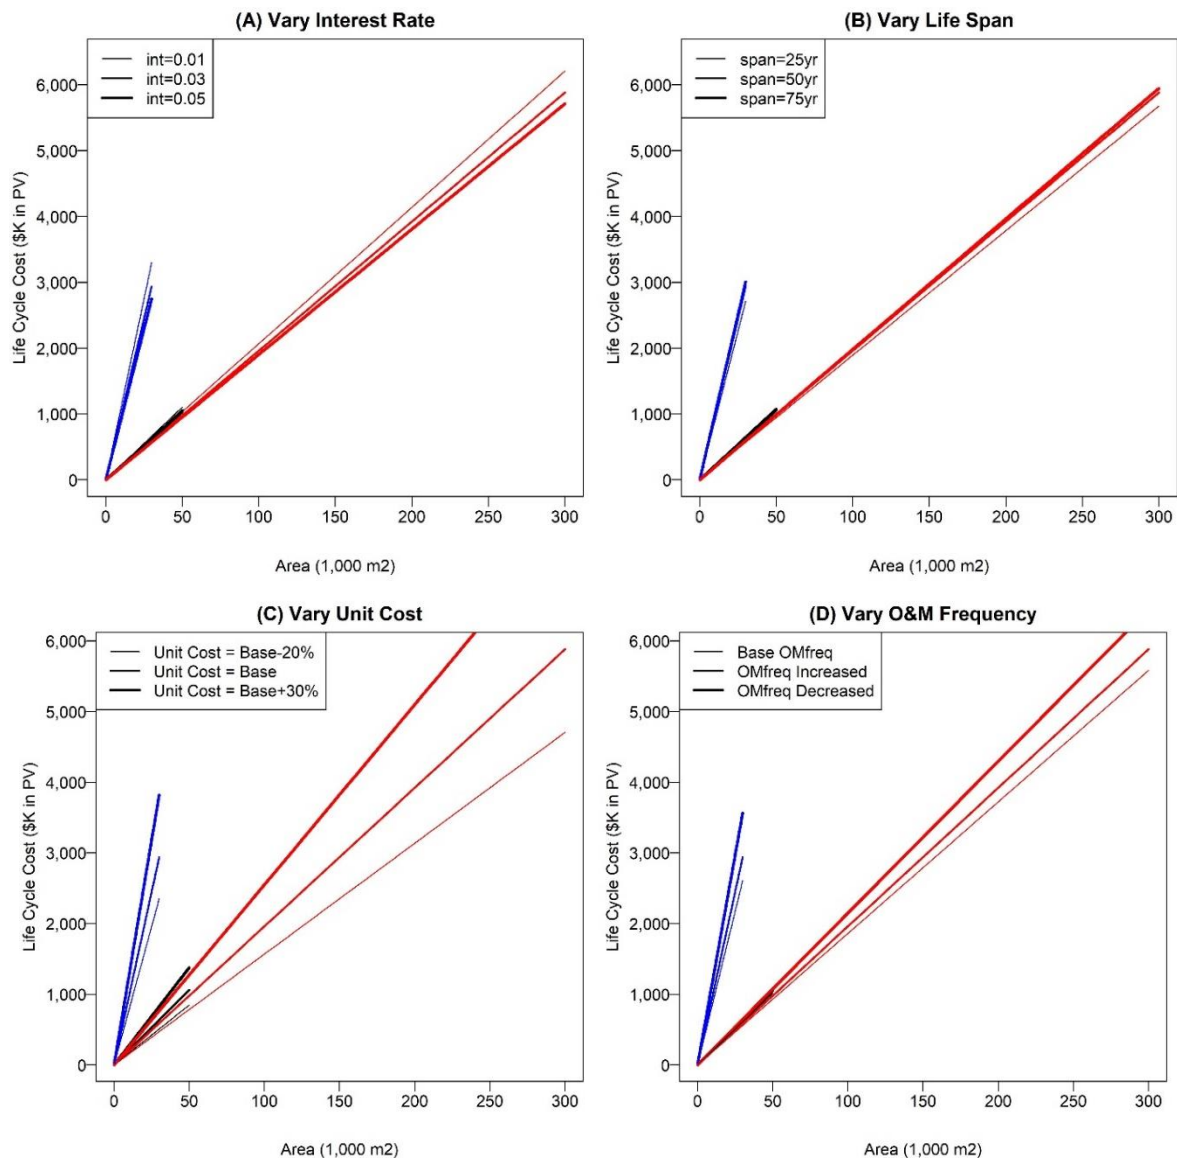 (A) Vary Interest Rate
int=0.01
int=0.03
int=0.05
Life Cycle Cost ($K in PV)
6,000
5,000
4,000
3,000
2,000
1,000
0
0 50 100 150 200 250 300
Area (1,000 m2)
(B) Vary Life Span
span=25yr
span=50yr
span=75yr
Life Cycle Cost ($K in PV)
6,000
5,000
4,000
3,000
2,000
1,000
0
0 50 100 150 200 250 300
Area (1,000 m2)
(C) Vary Unit Cost
Unit Cost = Base-20%
Unit Cost = Base
Unit Cost = Base+30%
Life Cycle Cost ($K in PV)
6,000
5,000
4,000
3,000
2,000
1,000
0
0 50 100 150 200 250 300
Area (1,000 m2)
(D) Vary O&M Frequency
Base OMfreq
OMfreq Increased
OMfreq Decreased
Life Cycle Cost ($K in PV)
6,000
5,000
4,000
3,000
2,000
1,000
0
0 50 100 150 200 250 300
Area (1,000 m2)